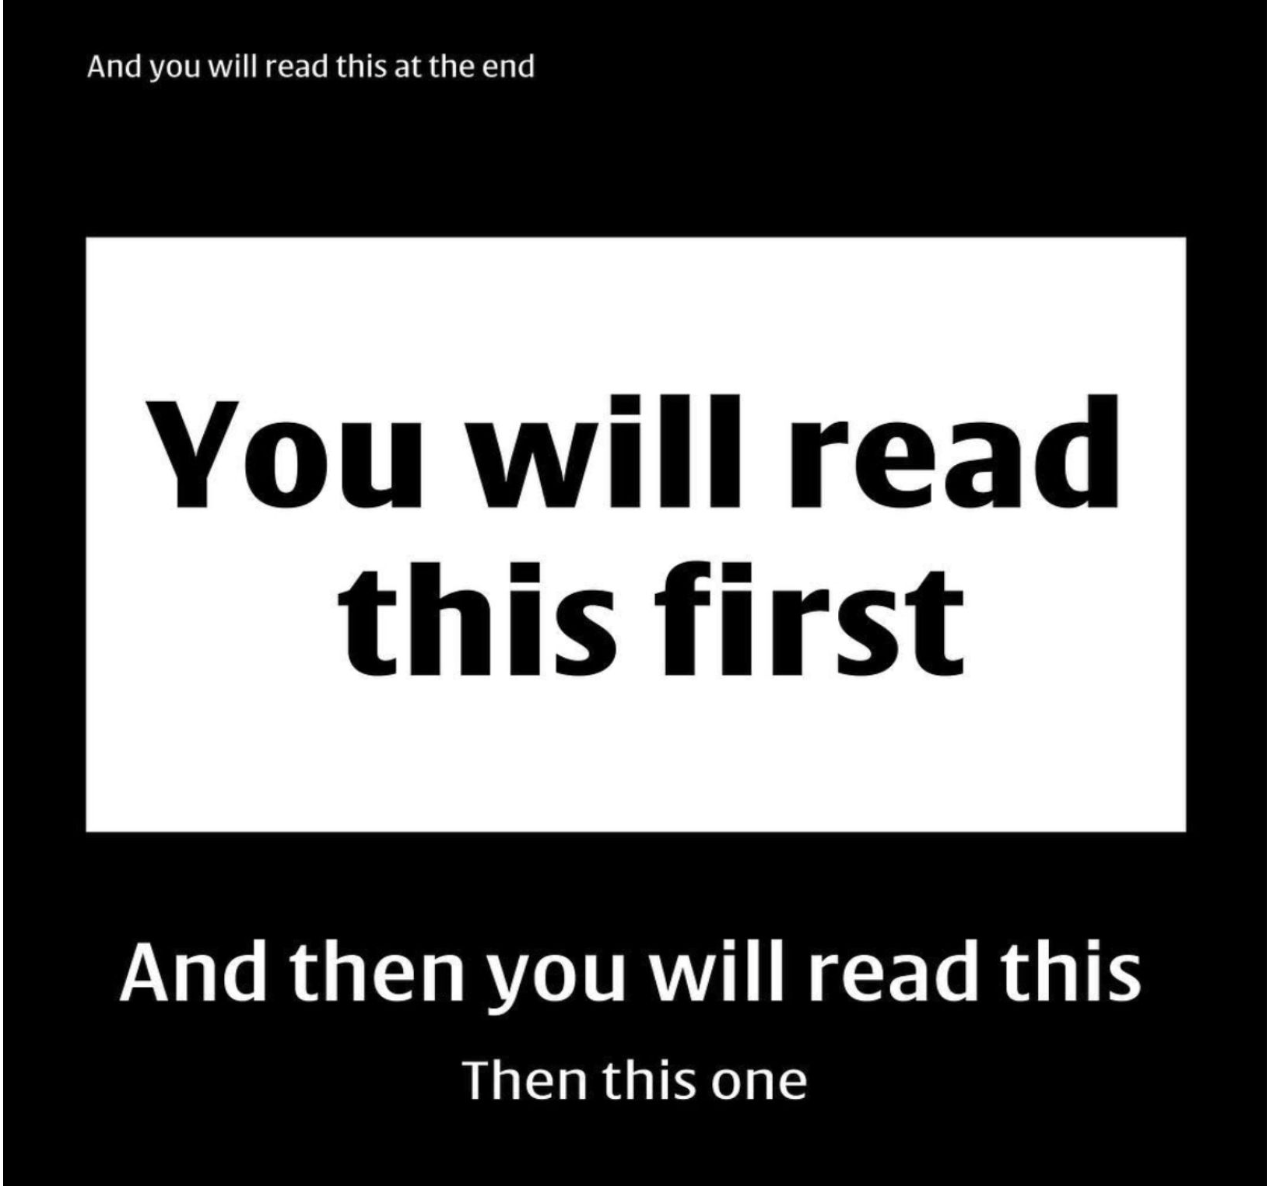 And you will read this at the end
You will read
this first
And then you will read this
Then this one